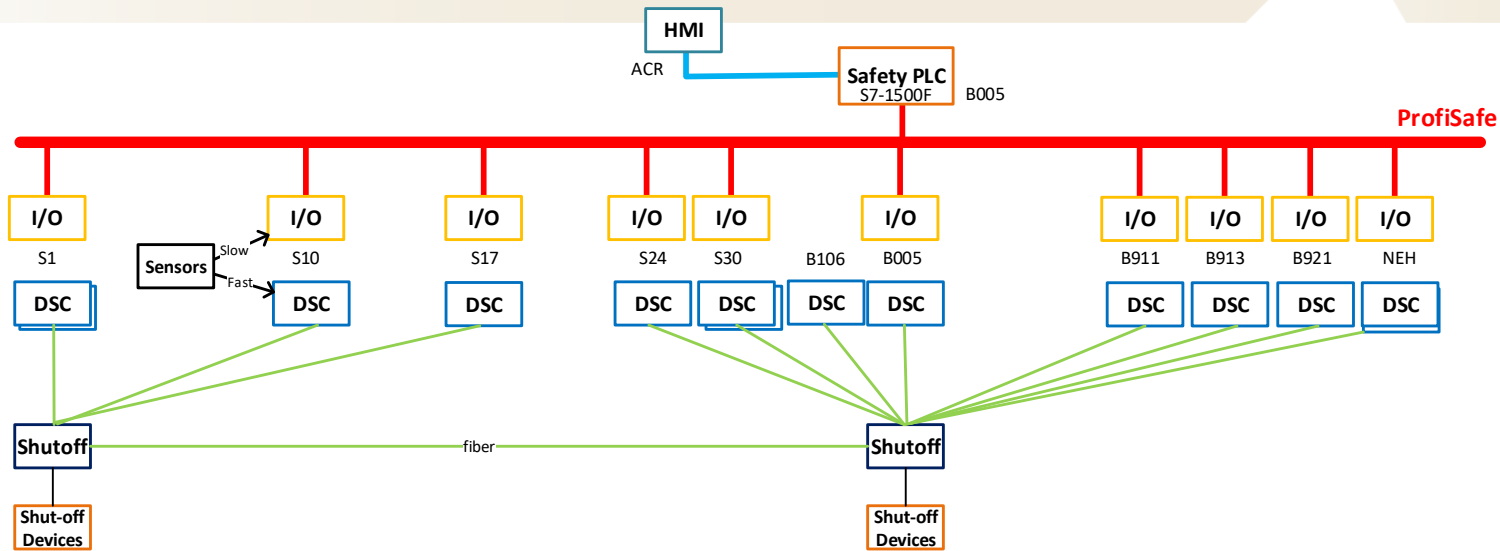 HMI
ACR
Safety PLC
S7-1500F
B005
ProfiSafe
I/O I/O I/O I/O I/O I/O I/O I/O I/O I/O
Slow
Sensors
Fast
S1 S10 S17 S24 S30 B106 B005 B911 B913 B921 NEH
DSC DSC DSC DSC DSC DSC DSC DSC DSC DSC DSC
Shutoff fiber Shutoff
Shut-off Shut-off
Devices Devices